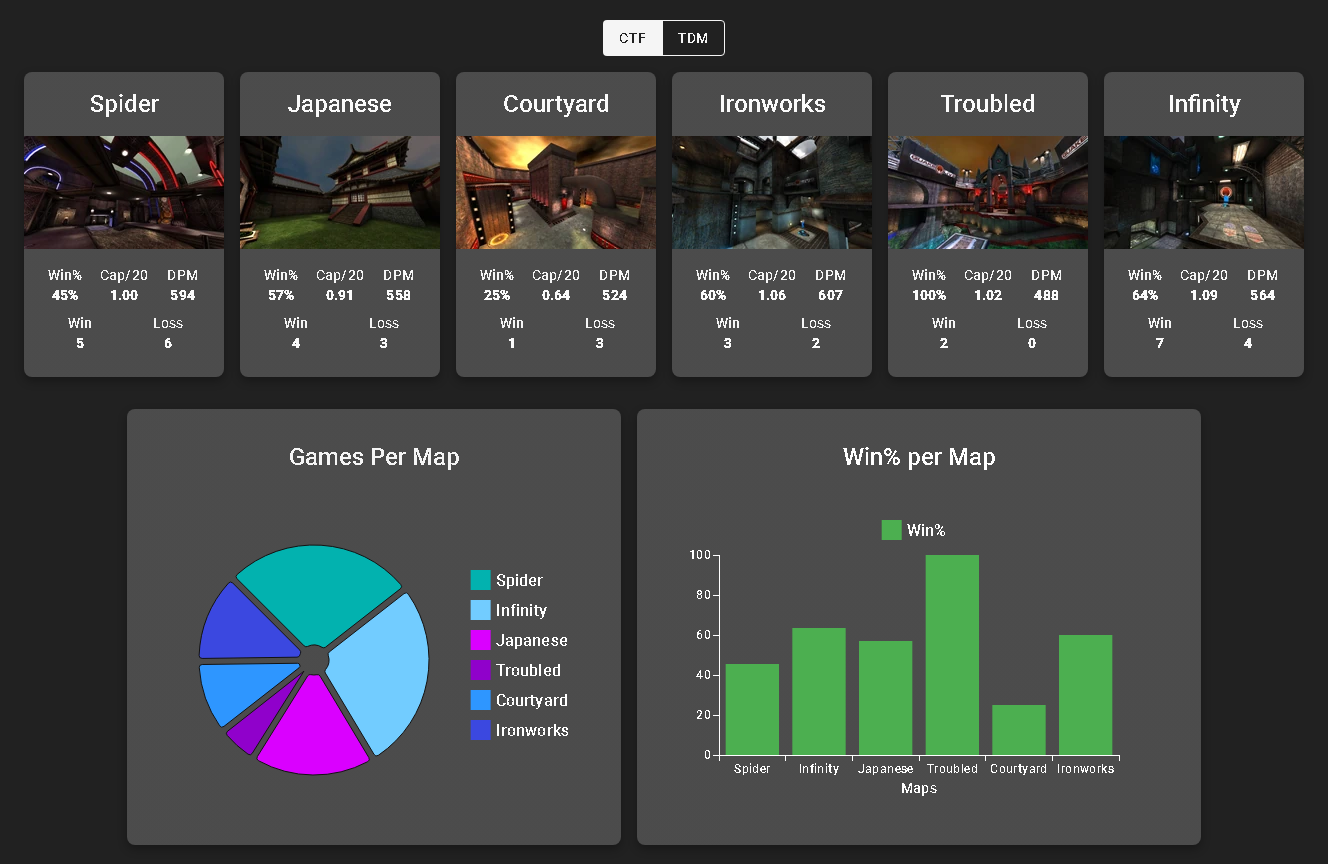 CTF TDM
Spider Japanese Courtyard Ironworks Troubled Infinity
Win% Cap/20 DPM Win% Cap/20 DPM Win% Cap/20 DPM Win% Cap/20 DPM Win% Cap/20 DPM Win% Cap/20 DPM
45% 1.00 594 57% 0.91 558 25% 0.64 524 60% 1.06 607 100% 1.02 488 64% 1.09 564
Win Loss Win Loss Win Loss Win Loss Win Loss Win Loss
5 6 4 3 1 3 3 2 2 0 7 4
Games Per Map
Spider
Infinity
Japanese
Troubled
Courtyard
Ironworks
Win% per Map
Win%
100
80
60
40
20
0
Spider Infinity Japanese Troubled Courtyard Ironworks
Maps